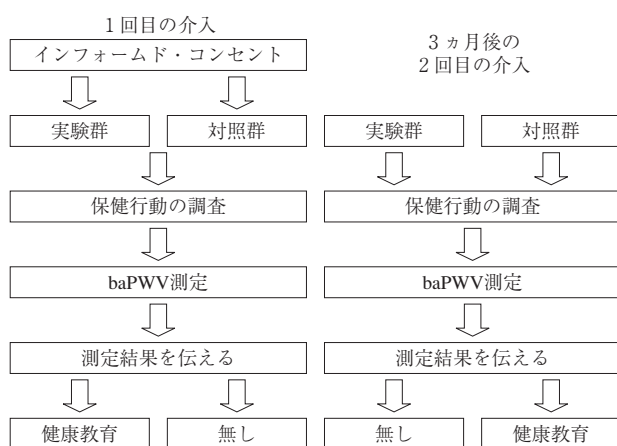 １回目の介入
インフォームド・コンセント
実験群
対照群
保健行動の調査
baPWV測定
測定結果を伝える
健康教育
無し
３ヵ月後の
２回目の介入
実験群
対照群
保健行動の調査
baPWV測定
測定結果を伝える
無し
健康教育